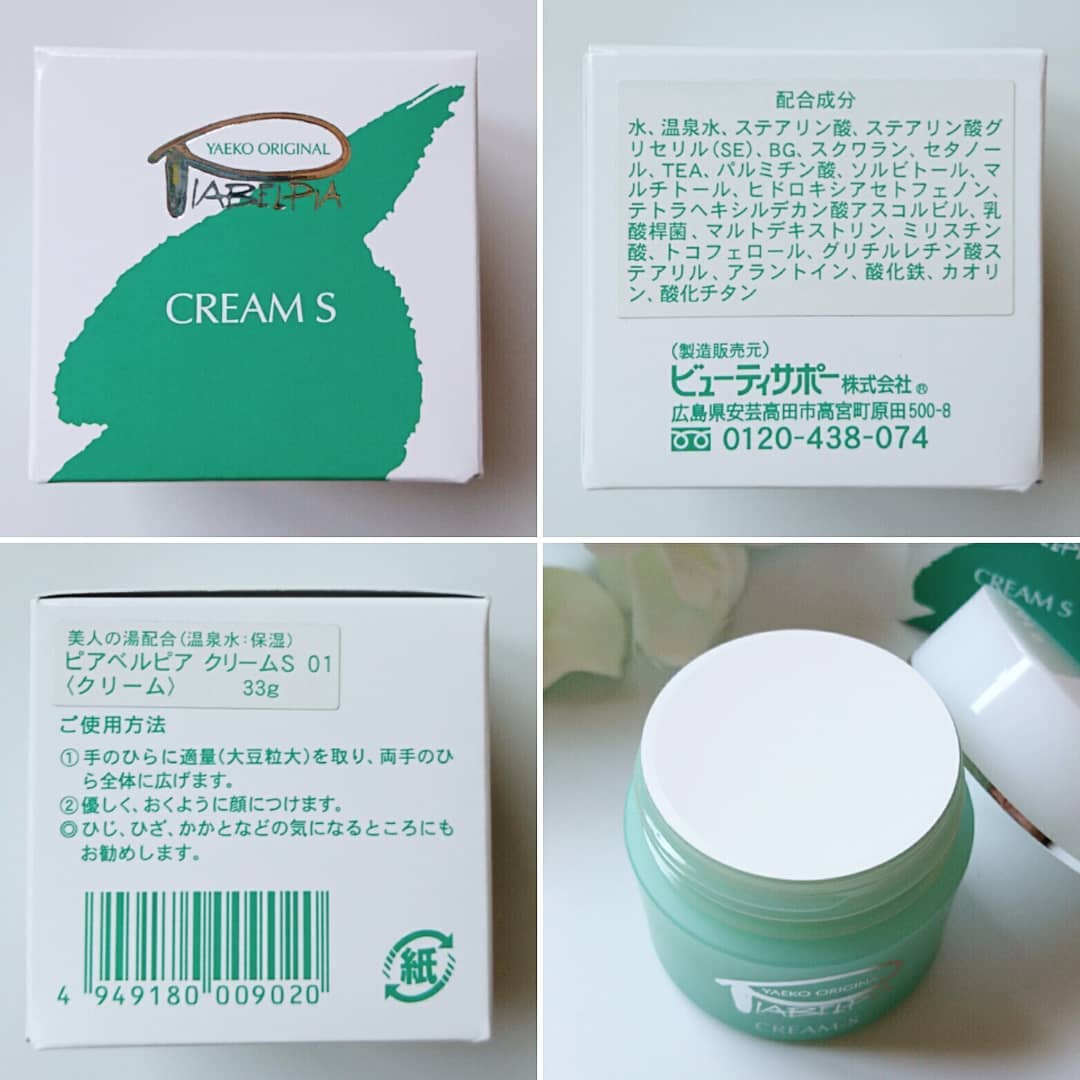 YAEKO ORIGINAL
PIABELPIA
CREAM S
配合成分
水、温泉水、ステアリン酸、ステアリン酸グ
リセリル(SE)、BG、スクワラン、セタノー
ル、TEA、パルミチン酸、ソルビトール、マ
ルチトール、ヒドロキシアセトフェノン、
テトラヘキシルデカン酸アスコルビル、乳
酸桿菌、マルトデキストリン、ミリスチン
酸、トコフェロール、グリチルレチン酸ス
テアリル、アラントイン、酸化鉄、カオリ
ン、酸化チタン
(製造販売元)
ビューティサポー株式会社®
広島県安芸高田市高宮町原田500-8
0120-438-074
美人の湯配合(温泉水:保湿)
ピアベルピア クリームS 01
〈クリーム〉 33g
ご使用方法
①手のひらに適量(大豆粒大)を取り、両手のひ
ら全体に広げます。
②優しく、おくように顔につけます。
◎ひじ、ひざ、かかとなどの気になるところにも
お勧めします。
4 949180 009020
紙
CREAM S
YAEKO ORIGINAL
PIABELPIA
CREAM S